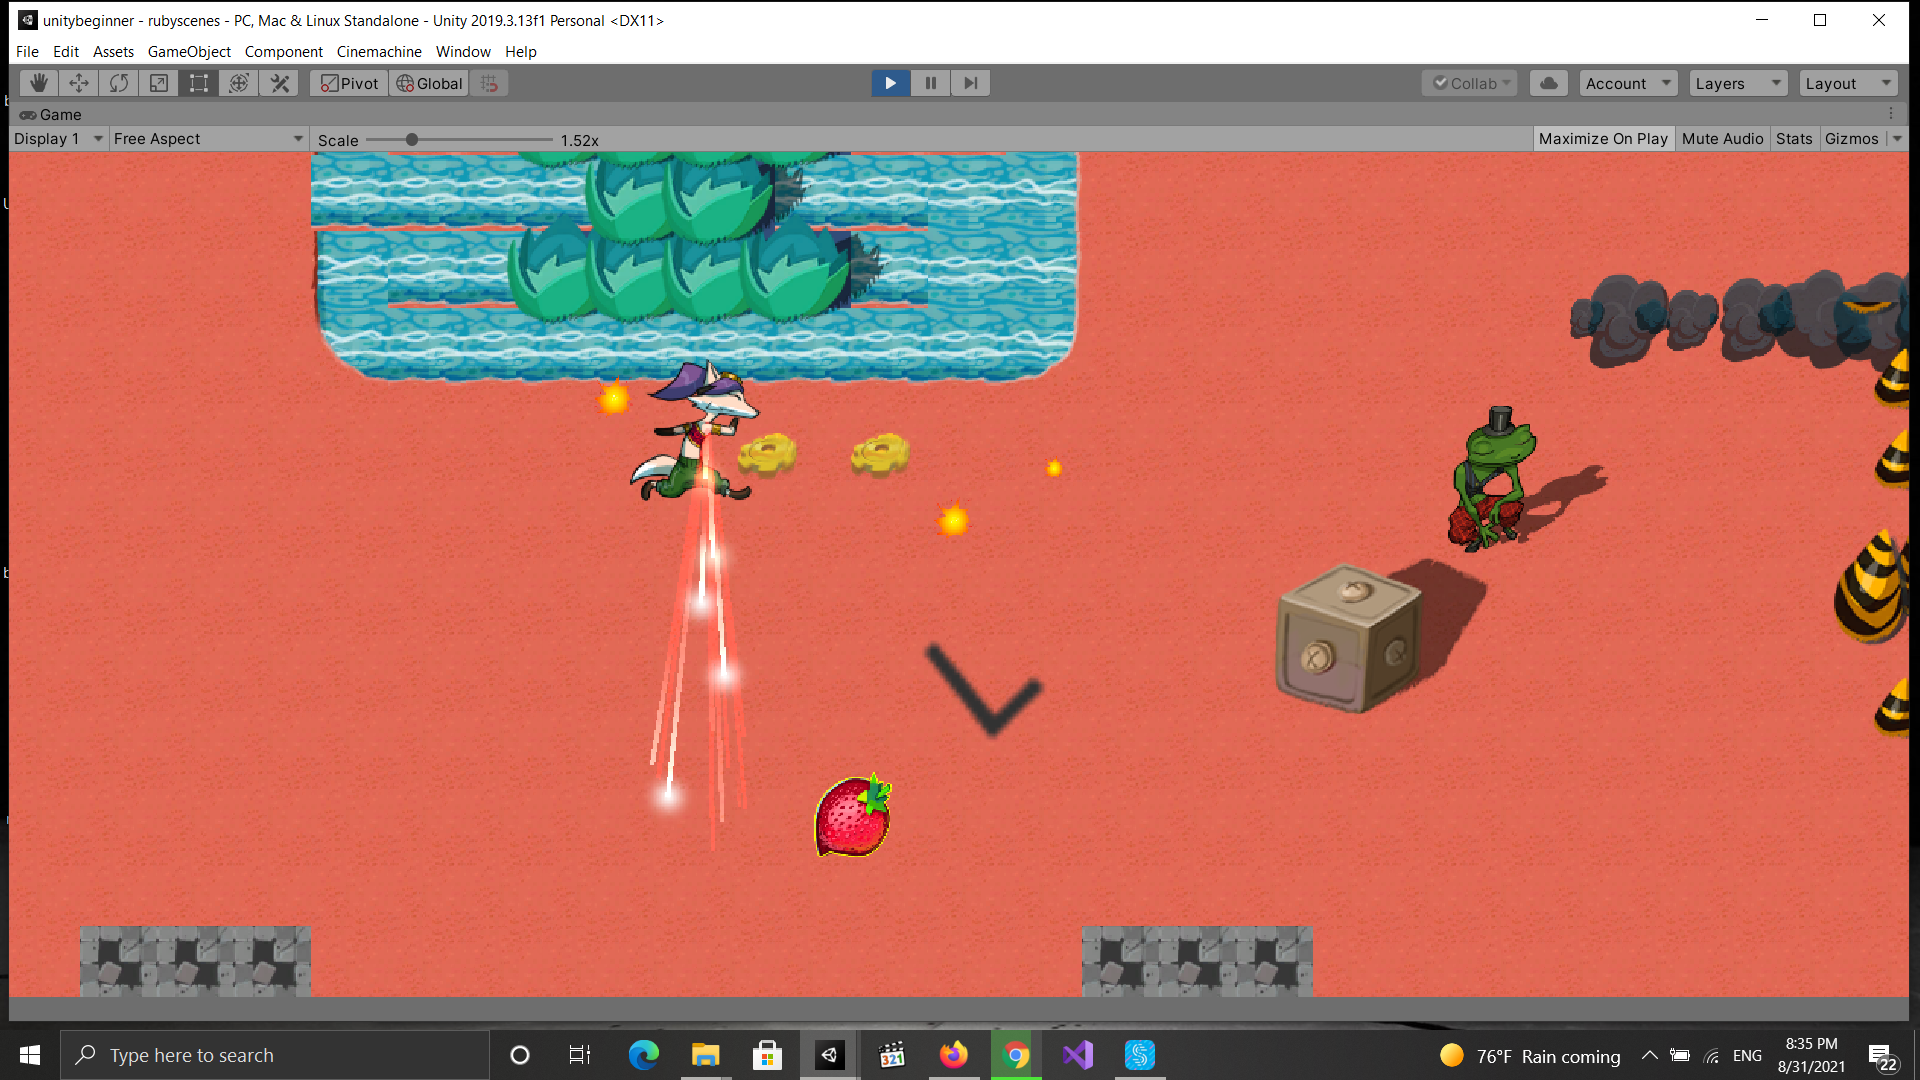 unitybeginner - rubyscenes - PC, Mac & Linux Standalone - Unity 2019.3.13f1 Personal <DX11>
File Edit Assets GameObject Component Cinemachine Window Help
Pivot Global Collab Account Layers Layout
Game
Display 1 Free Aspect Scale 1.52x Maximize On Play Mute Audio Stats Gizmos
Type here to search
321
76°F Rain coming
ENG
8:35 PM
8/31/2021
22